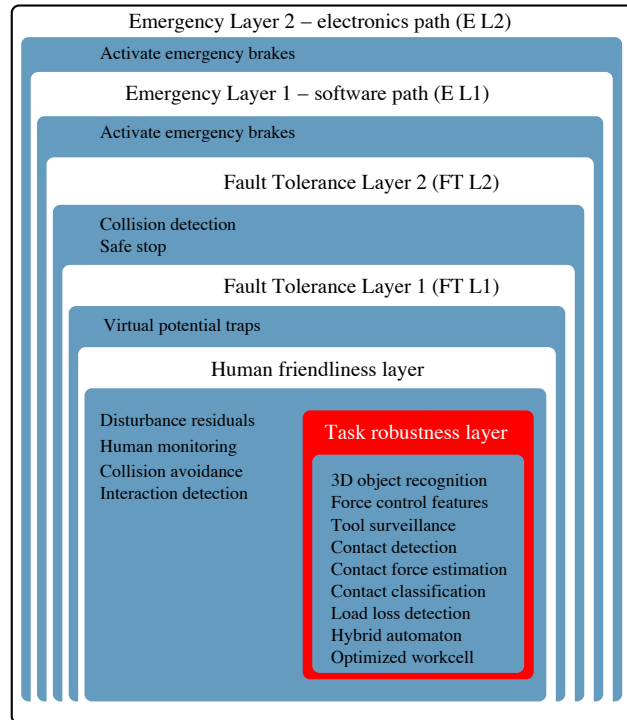 Emergency Layer 2 – electronics path (E L2)
Activate emergency brakes
Emergency Layer 1 – software path (E L1)
Activate emergency brakes
Fault Tolerance Layer 2 (FT L2)
Collision detection
Safe stop
Fault Tolerance Layer 1 (FT L1)
Virtual potential traps
Human friendliness layer
Disturbance residuals
Human monitoring
Collision avoidance
Interaction detection
Task robustness layer
3D object recognition
Force control features
Tool surveillance
Contact detection
Contact force estimation
Contact classification
Load loss detection
Hybrid automaton
Optimized workcell